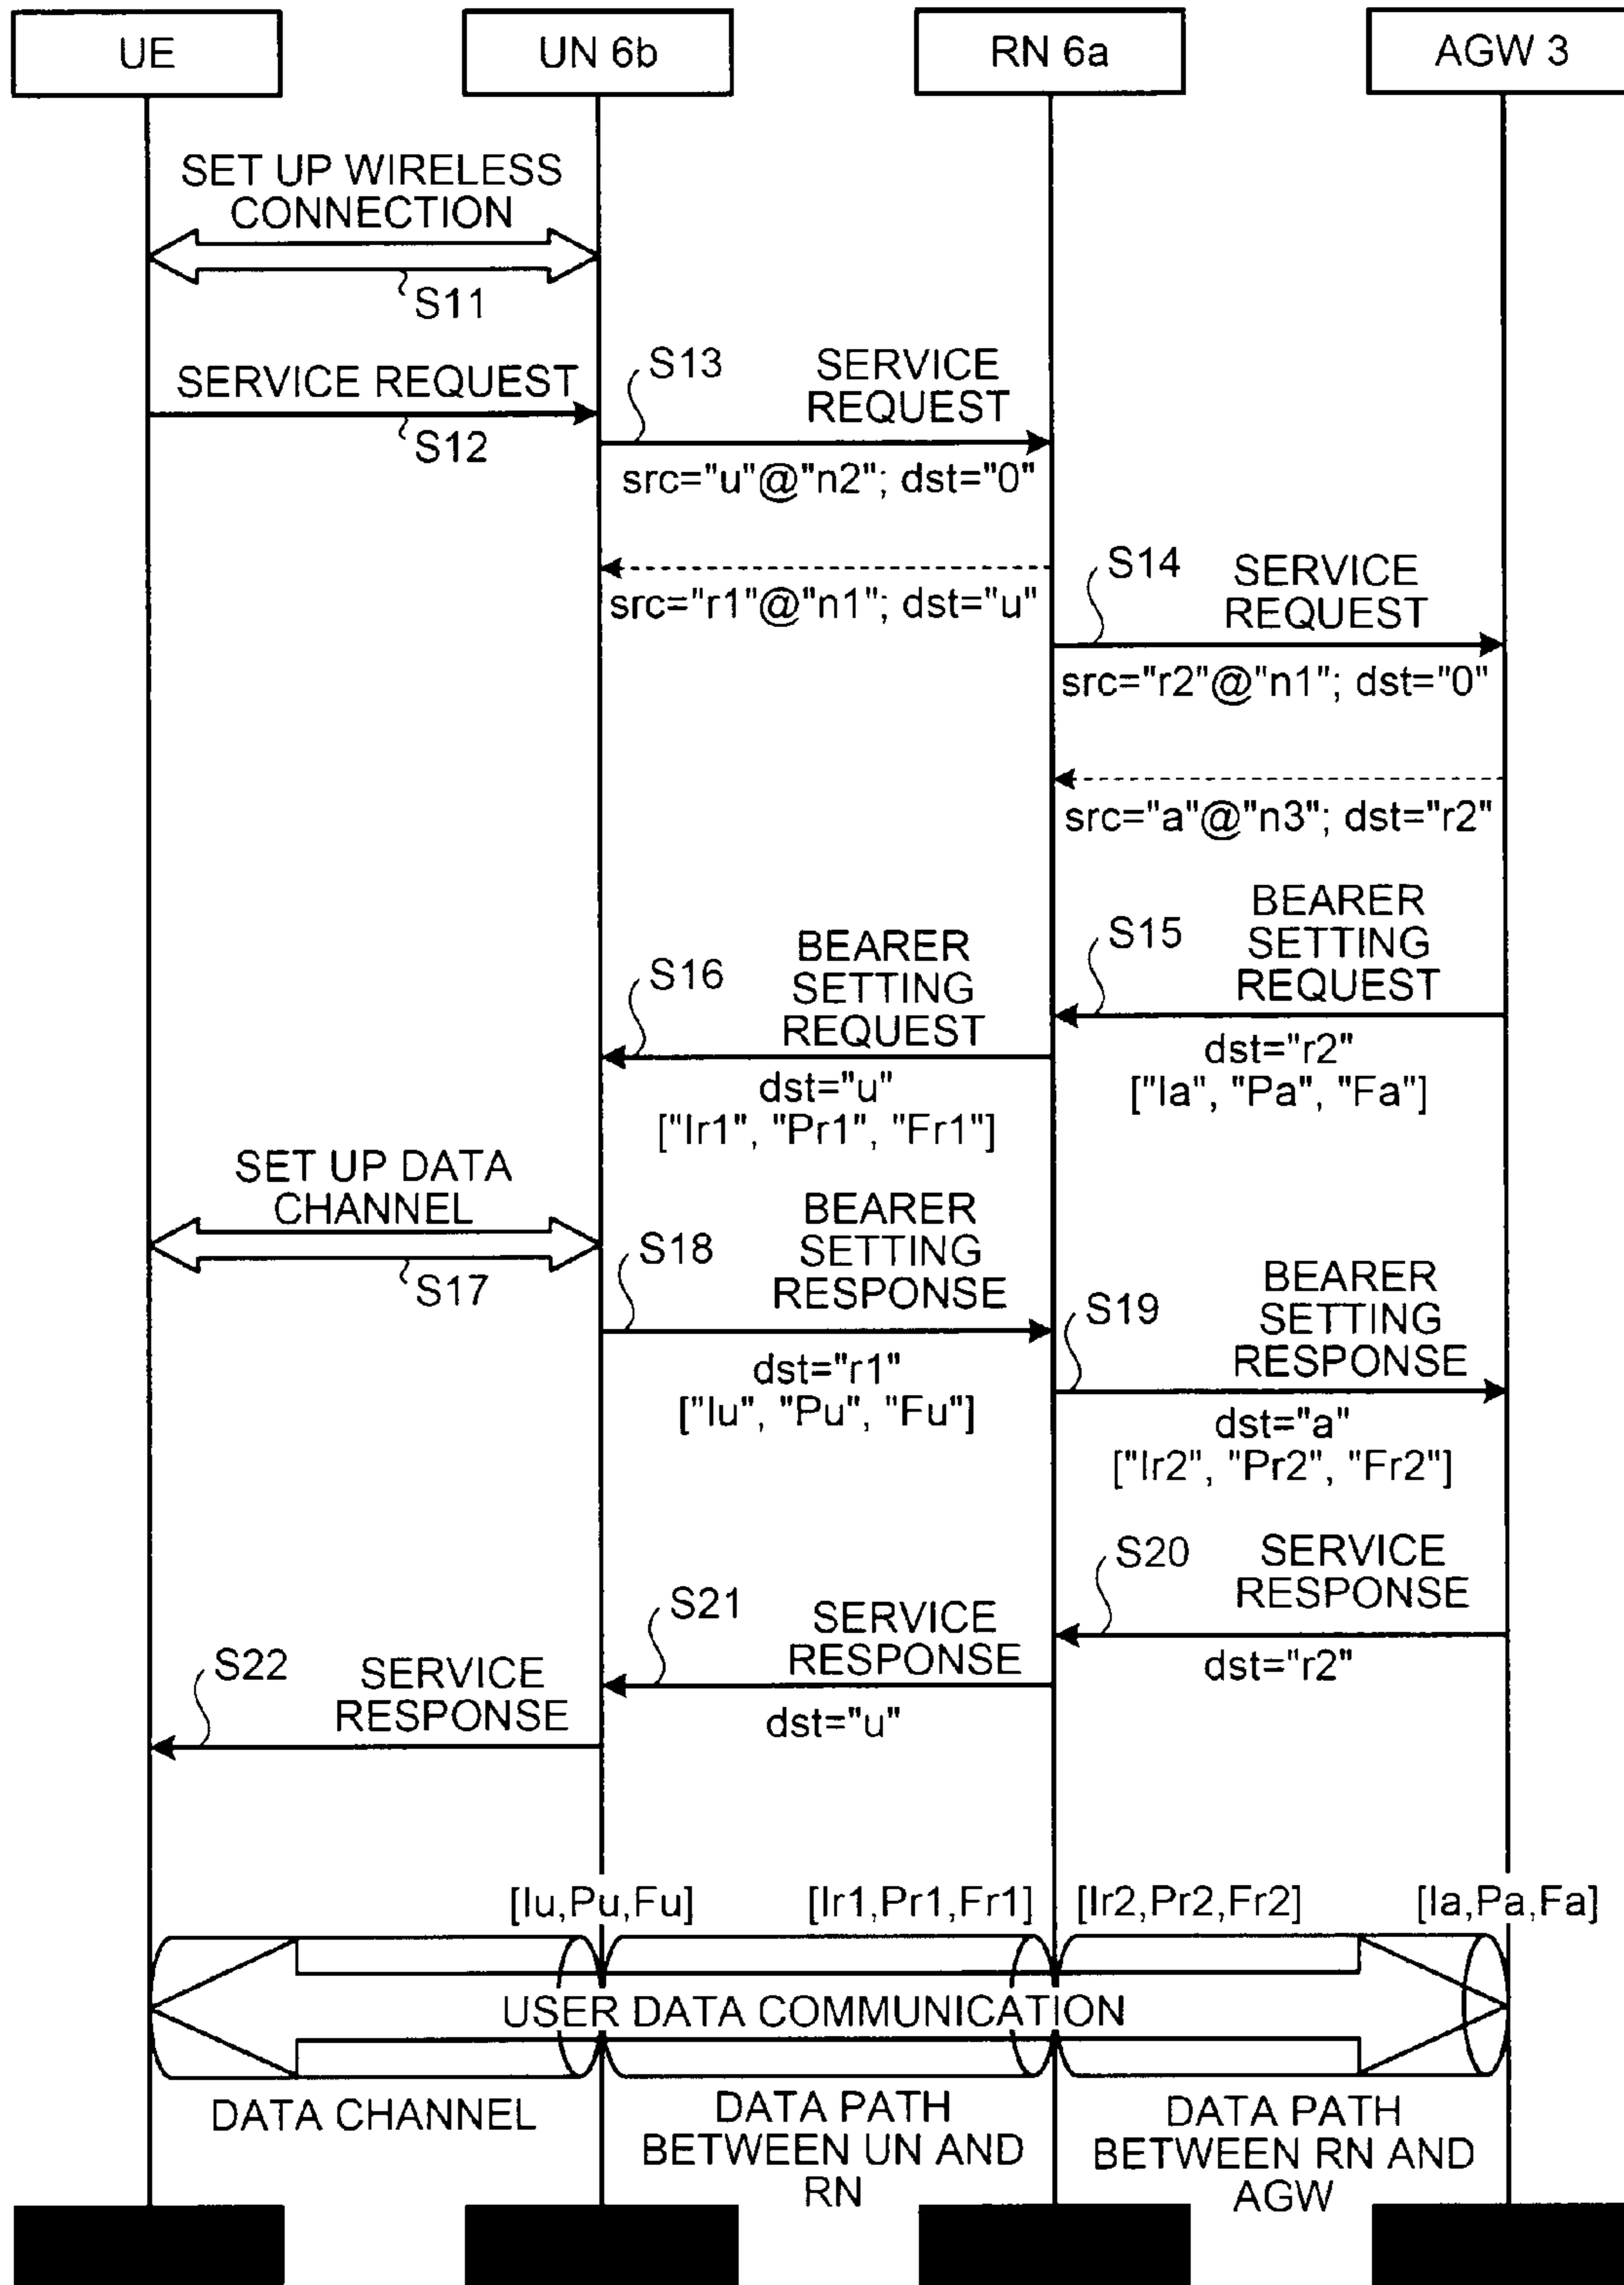 UE
UN 6b
RN 6a
AGW 3
SET UP WIRELESS
CONNECTION
S11
SERVICE REQUEST
S12
S13
SERVICE
REQUEST
src="u"@"n2"; dst="0"
src="r1"@"n1"; dst="u"
S14
SERVICE
REQUEST
src="r2"@"n1"; dst="0"
src="a"@"n3"; dst="r2"
S15
BEARER
SETTING
REQUEST
dst="r2"
["Ia", "Pa", "Fa"]
S16
BEARER
SETTING
REQUEST
dst="u"
["Ir1", "Pr1", "Fr1"]
SET UP DATA
CHANNEL
S17
S18
BEARER
SETTING
RESPONSE
dst="r1"
["Iu", "Pu", "Fu"]
S19
BEARER
SETTING
RESPONSE
dst="a"
["Ir2", "Pr2", "Fr2"]
S20
SERVICE
RESPONSE
dst="r2"
S21
SERVICE
RESPONSE
dst="u"
S22
SERVICE
RESPONSE
[Iu,Pu,Fu]
[Ir1,Pr1,Fr1]
[Ir2,Pr2,Fr2]
[Ia,Pa,Fa]
USER DATA COMMUNICATION
DATA CHANNEL
DATA PATH
BETWEEN UN AND
RN
DATA PATH
BETWEEN RN AND
AGW